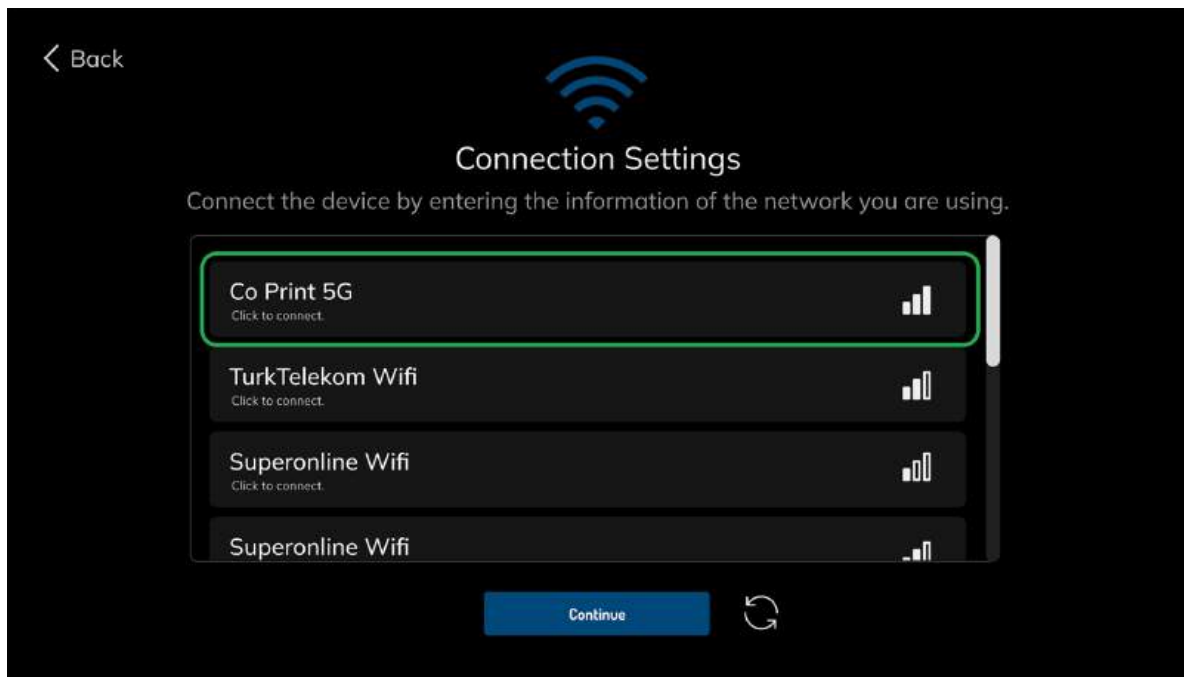 Back
Connection Settings
Connect the device by entering the information of the network you are using.
Co Print 5G
Click to connect.
TurkTelekom Wifi
Click to connect.
Superonline Wifi
Click to connect.
Superonline Wifi
Continue